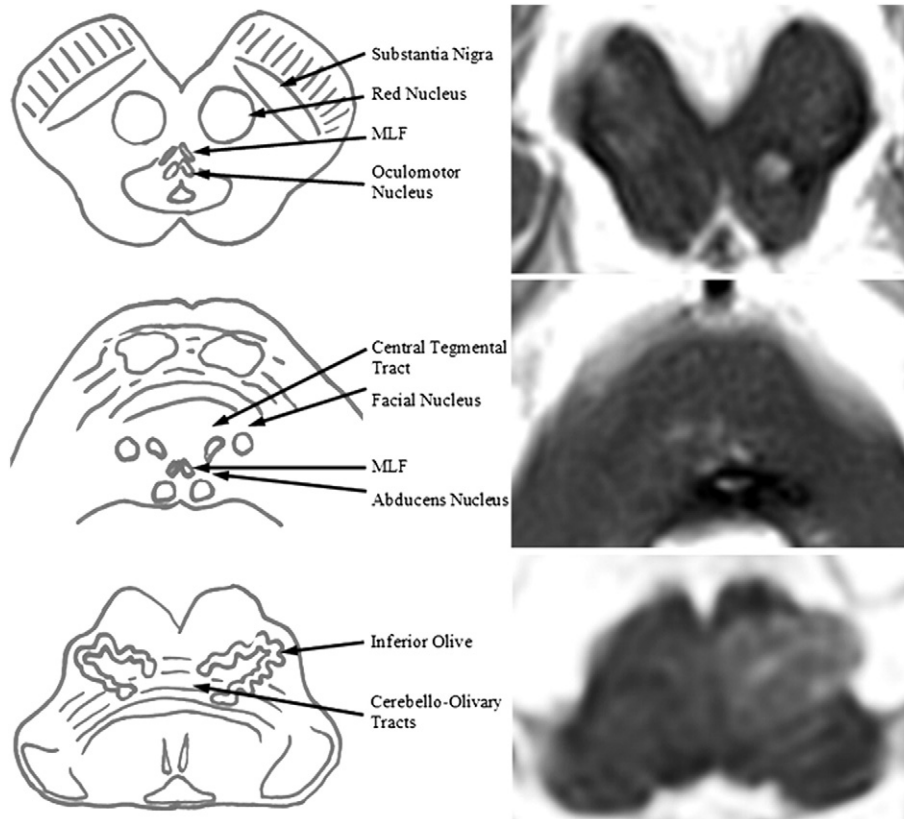 Substantia Nigra
Red Nucleus
MLF
Oculomotor
Nucleus
Central Tegmental
Tract
Facial Nucleus
MLF
Abducens Nucleus
Inferior Olive
Cerebello-Olivary
Tracts